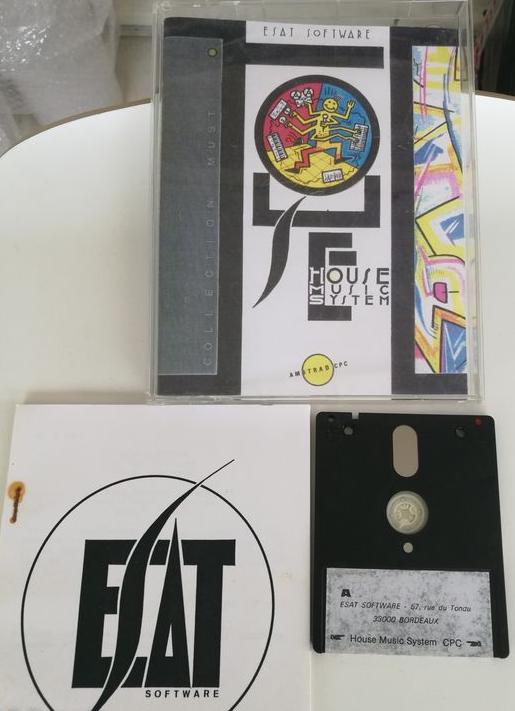 ESAT SOFTWARE
COLLECTION MUST
HOUSE
MUSIC
SYSTEM
AMSTRAD CPC
ESAT
SOFTWARE
A
ESAT SOFTWARE - 57, rue du Tondu
33000 BORDEAUX
House Music System CPC